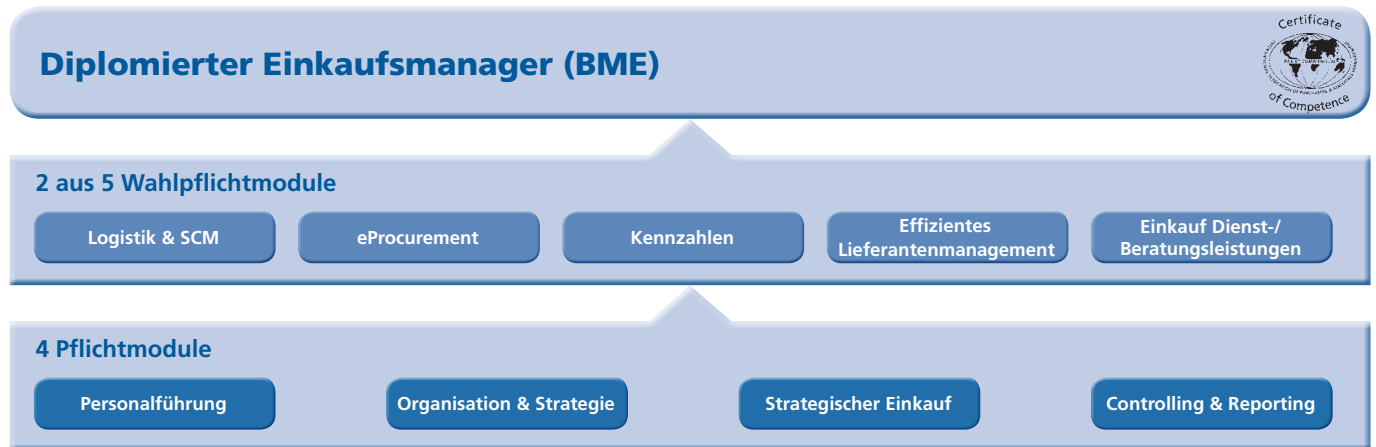 Diplomierter Einkaufsmanager (BME)
Certificate
of Competence
2 aus 5 Wahlpflichtmodule
Logistik & SCM
eProcurement
Kennzahlen
Effizientes
Lieferantenmanagement
Einkauf Dienst-/
Beratungsleistungen
4 Pflichtmodule
Personalführung
Organisation & Strategie
Strategischer Einkauf
Controlling & Reporting